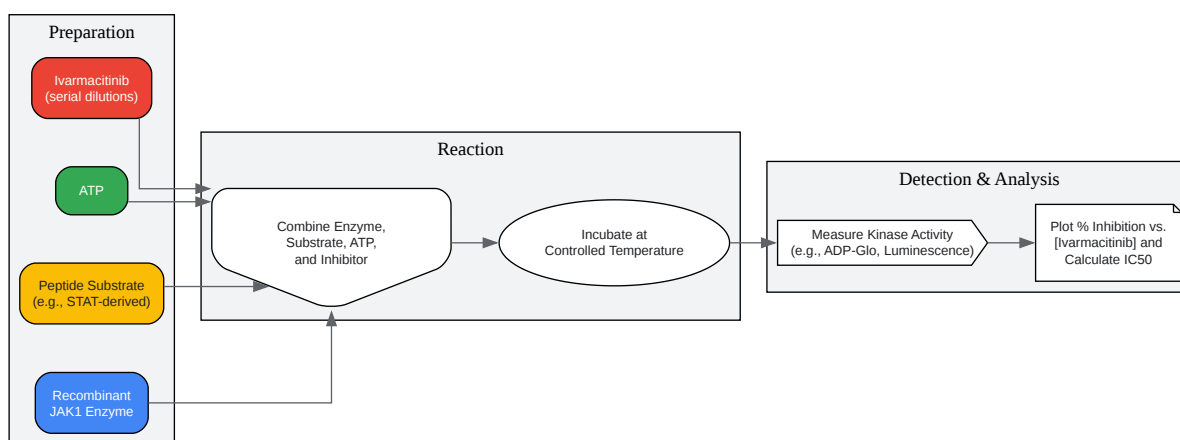 Preparation
Ivarmacitinib
(serial dilutions)
ATP
Peptide Substrate
(e.g., STAT-derived)
Recombinant
JAK1 Enzyme
Reaction
Combine Enzyme,
Substrate, ATP,
and Inhibitor
Incubate at
Controlled Temperature
Detection & Analysis
Measure Kinase Activity
(e.g., ADP-Glo, Luminescence)
Plot % Inhibition vs.
[Ivarmacitinib] and
Calculate IC50